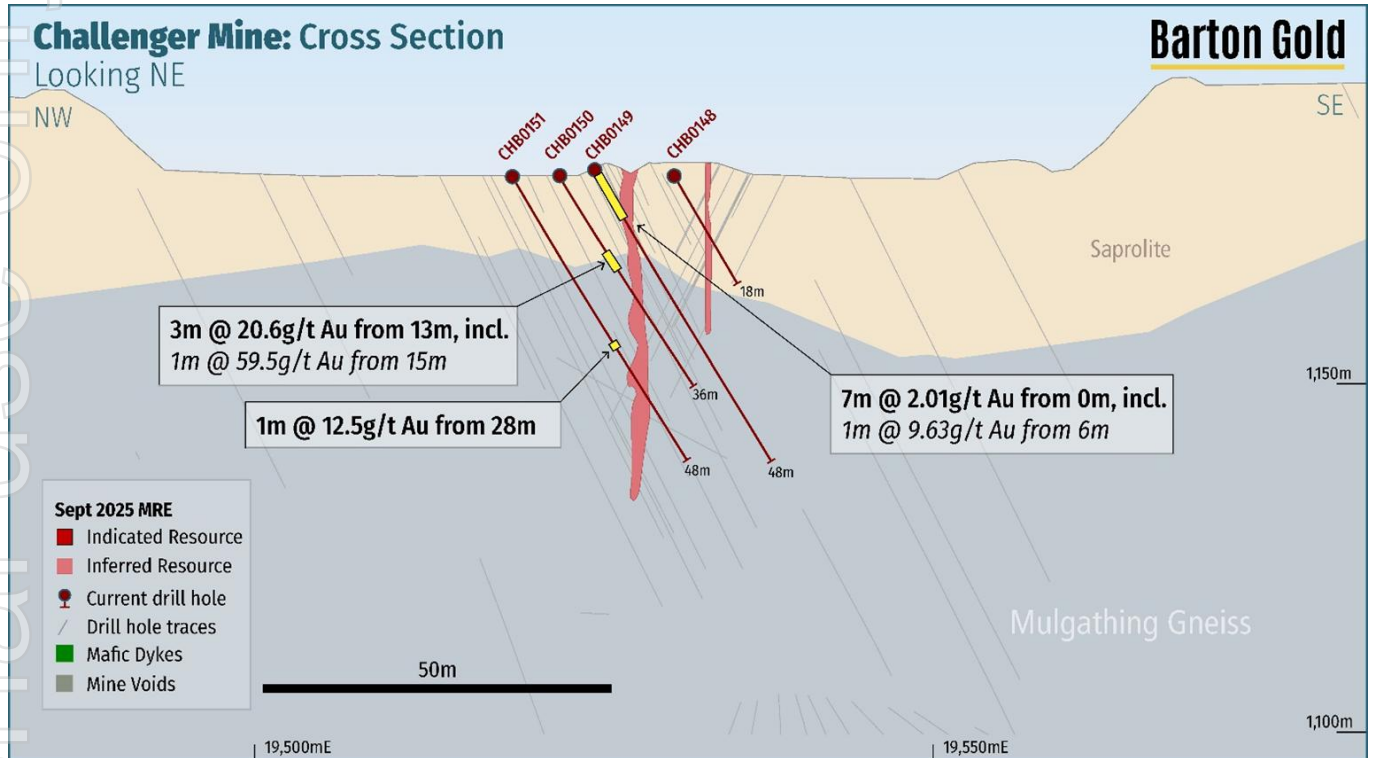 Challenger Mine: Cross Section
Looking NE
Barton Gold
NW
SE
CHB0151
CHB0150
CHB0149
CHB0148
Saprolite
18m
3m @ 20.6g/t Au from 13m, incl.
1m @ 59.5g/t Au from 15m
1,150m
36m
7m @ 2.01g/t Au from 0m, incl.
1m @ 9.63g/t Au from 6m
1m @ 12.5g/t Au from 28m
48m
48m
Sept 2025 MRE
Indicated Resource
Inferred Resource
Current drill hole
Drill hole traces
Mafic Dykes
Mine Voids
Mulgathing Gneiss
50m
1,100m
19,500mE
19,550mE